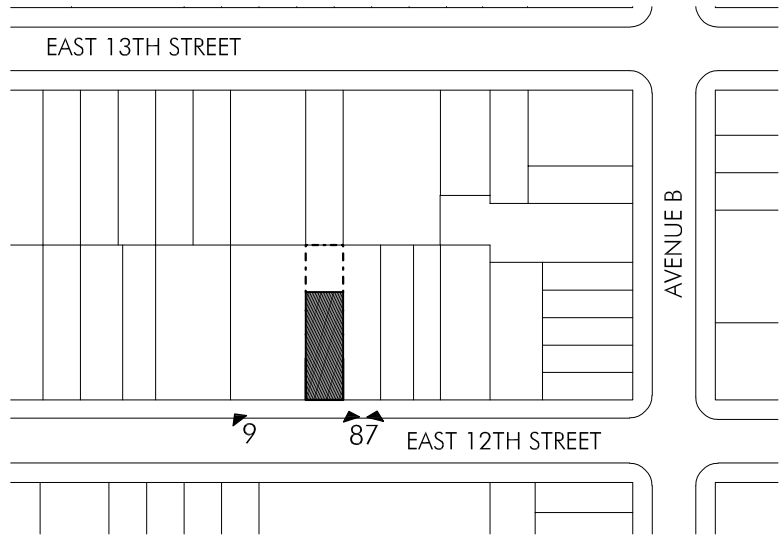 EAST 13TH STREET
AVENUE B
9
87
EAST 12TH STREET